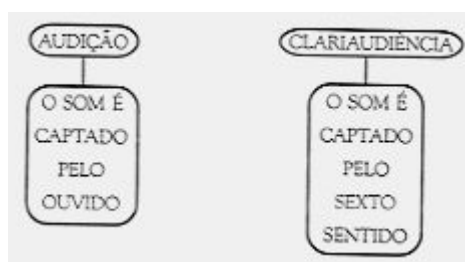 AUDIÇÃO
O SOM É
CAPTADO
PELO
OUVIDO
CLARIAUDIÊNCIA
O SOM É
CAPTADO
PELO
SEXTO
SENTIDO